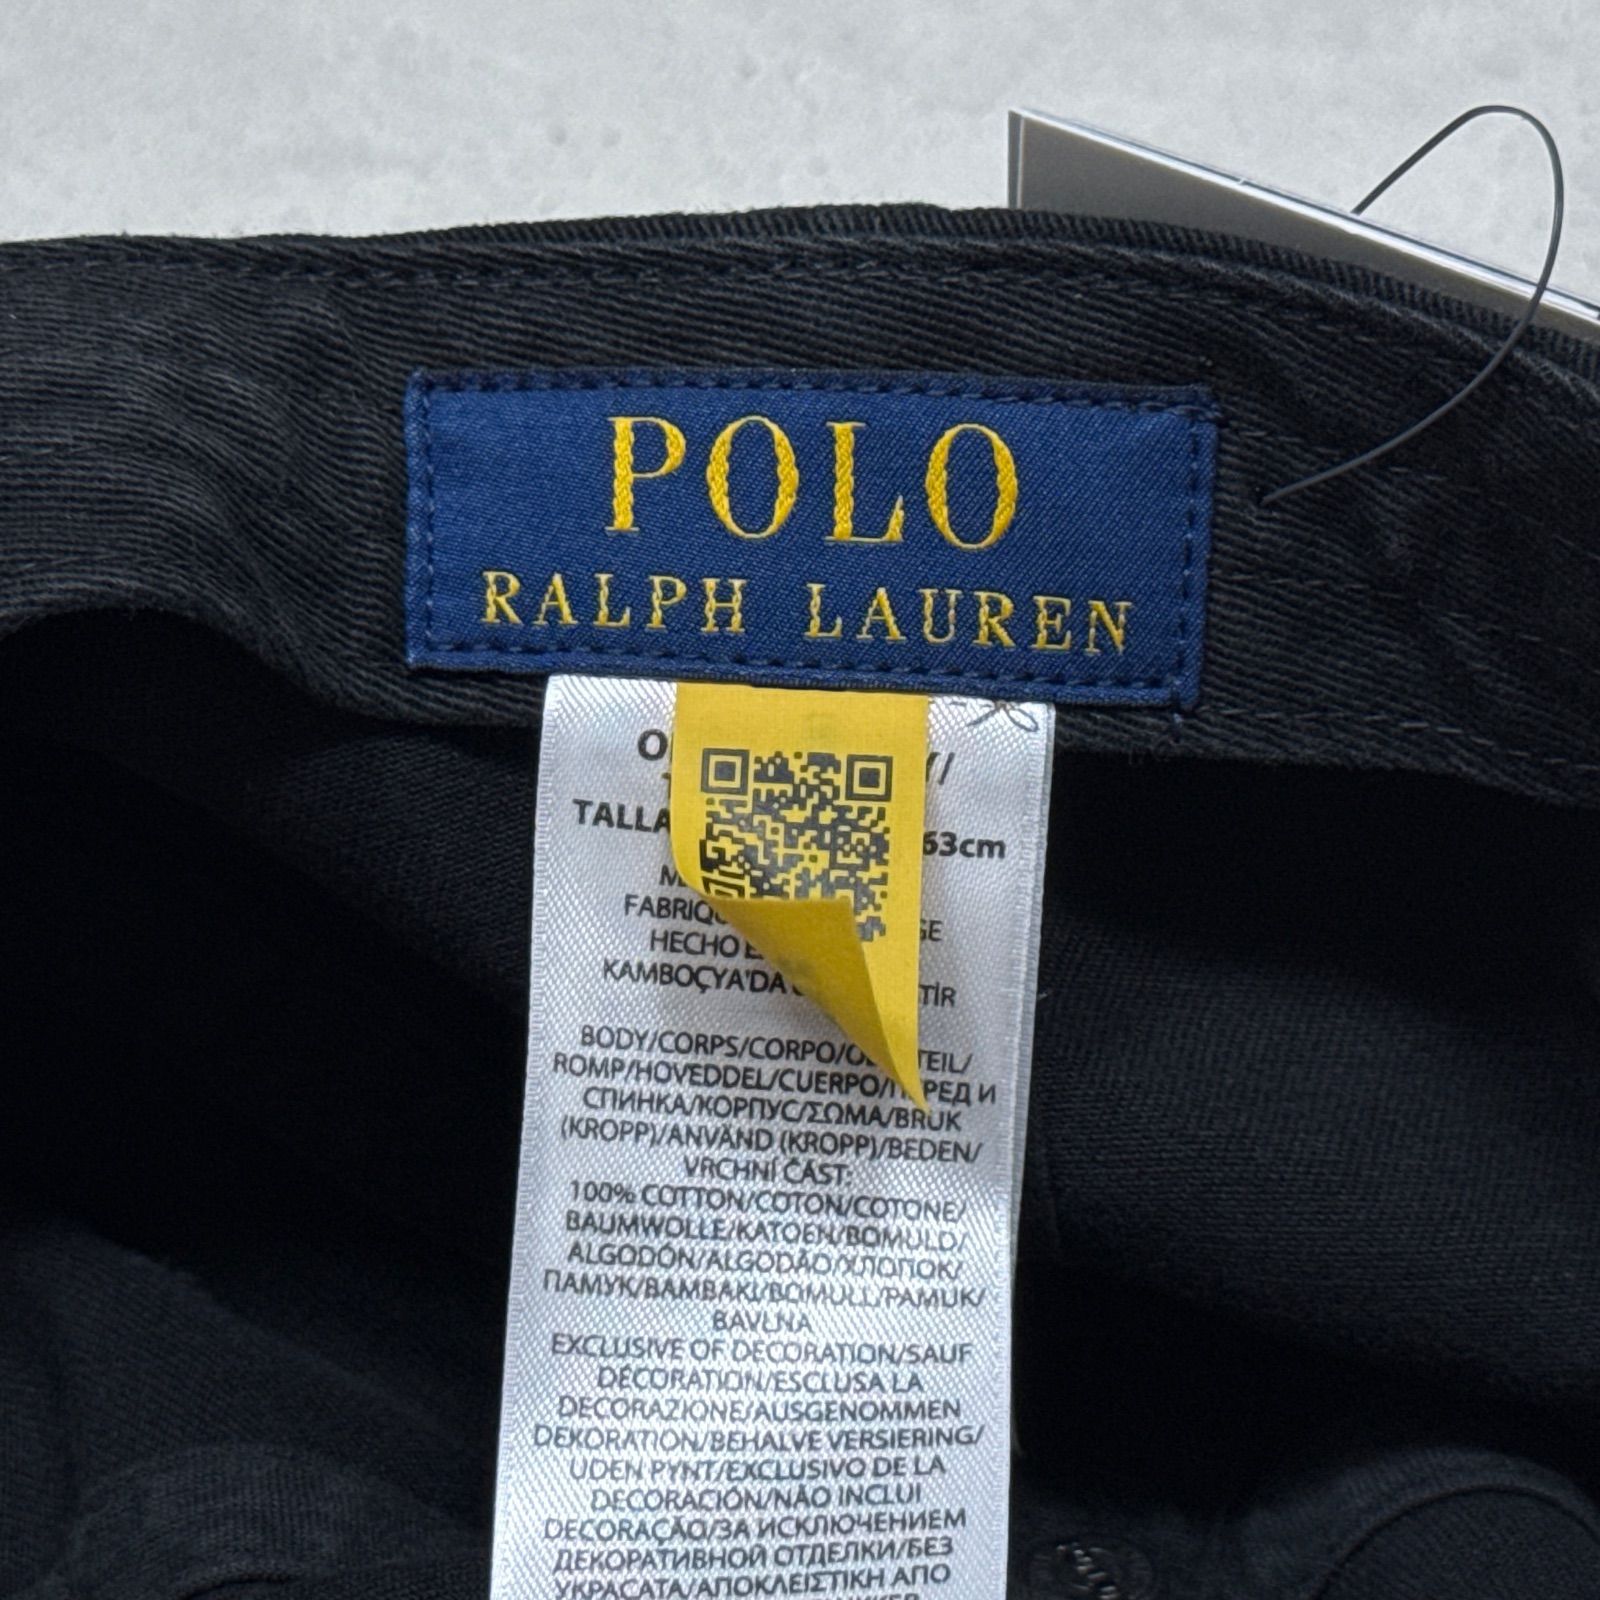 POLO
RALPH LAUREN
TALLA 63cm
FABRIQU
HECHO E
KAMBOÇYA'DA TİR
BODY/CORPS/CORPO/OBERTEIL/
ROMP/HOVEDDEL/CUERPO/ПЕРЕД И
СПИНКА/КОРПУС/ΣΩΜΑ/BRUK
(KROPP)/ANVÄND (KROPP)/BEDEN/
VRCHNÍ ČÁST:
100% COTTON/COTON/COTONE/
BAUMWOLLE/KATOEN/BOMULD/
ALGODÓN/ALGODÃO/ХЛОПОК/
ПАМУК/BAMBAKI/BOMULL/PAMUK/
BAVLNA
EXCLUSIVE OF DECORATION/SAUF
DÉCORATION/ESCLUSA LA
DECORAZIONE/AUSGENOMMEN
DEKORATION/BEHALVE VERSIERING/
UDEN PYNT/EXCLUSIVO DE LA
DECORACIÓN/NÃO INCLUI
DECORAÇÃO/ЗА ИСКЛЮЧЕНИЕМ
ДЕКОРАТИВНОЙ ОТДЕЛКИ/БЕЗ
УКРАСАТА/ΑΠΟΚΛΕΙΣΤΙΚΗ ΑΠΟ